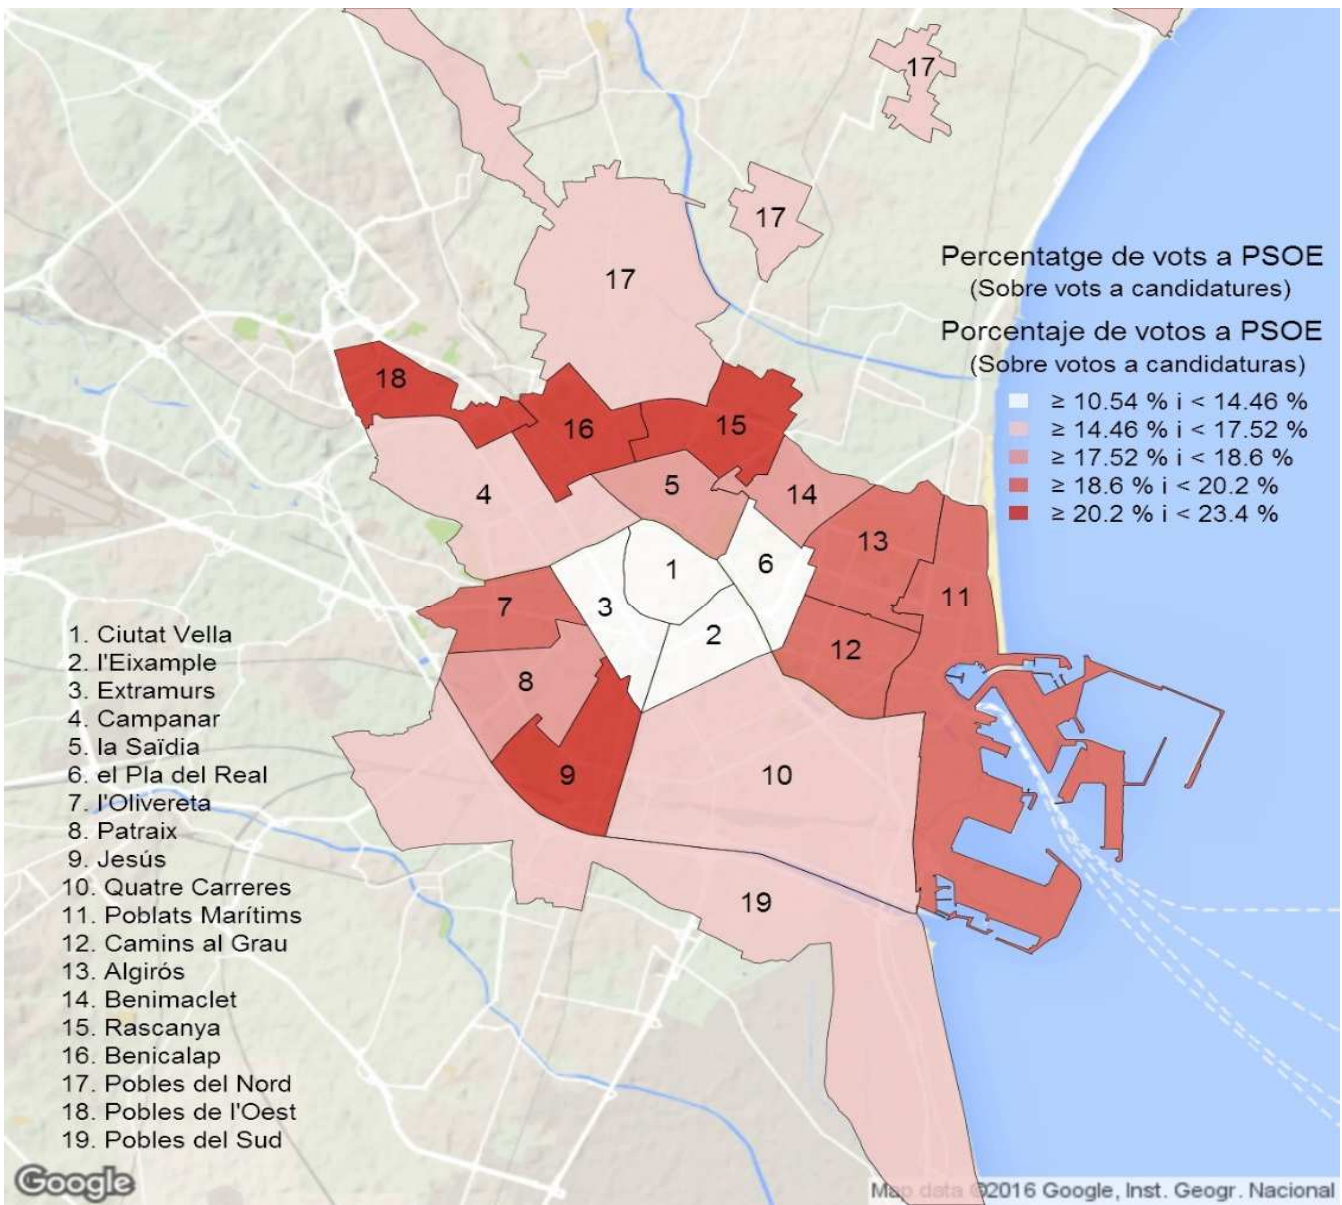 17
17
17
Percentatge de vots a PSOE
(Sobre vots a candidatures)
Porcentaje de votos a PSOE
(Sobre votos a candidaturas)
≥ 10.54 % i < 14.46 %
≥ 14.46 % i < 17.52 %
≥ 17.52 % i < 18.6 %
≥ 18.6 % i < 20.2 %
≥ 20.2 % i < 23.4 %
18
16
15
4
5
14
13
6
1
11
3
7
2
12
8
9
10
19
1. Ciutat Vella
2. l'Eixample
3. Extramurs
4. Campanar
5. la Saïdia
6. el Pla del Real
7. l'Olivereta
8. Patraix
9. Jesús
10. Quatre Carreres
11. Poblats Marítims
12. Camins al Grau
13. Algirós
14. Benimaclet
15. Rascanya
16. Benicalap
17. Pobles del Nord
18. Pobles de l'Oest
19. Pobles del Sud
Google
Map data ©2016 Google, Inst. Geogr. Nacional